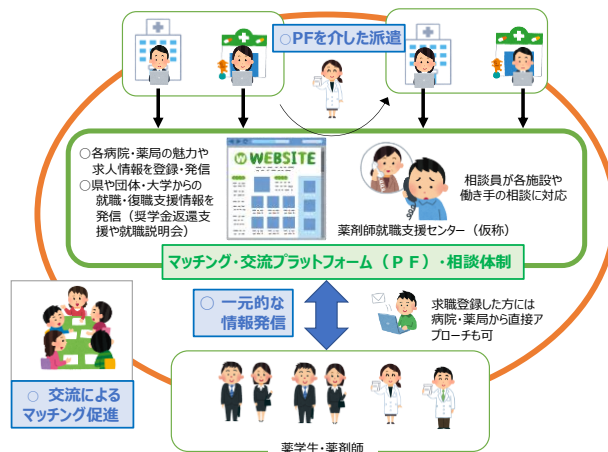 ○PFを介した派遣
○各病院・薬局の魅力や
求人情報を登録・発信
○県や団体・大学からの
就職・復職支援情報を
発信（奨学金返還支
援や就職説明会）
WEBSITE
相談員が各施設や
働き手の相談に対応
薬剤師就職支援センター（仮称）
マッチング・交流プラットフォーム（ＰＦ）・相談体制
○ 一元的な
情報発信
求職登録した方には
病院・薬局から直接ア
プローチも可
○ 交流による
マッチング促進
薬学生・薬剤師